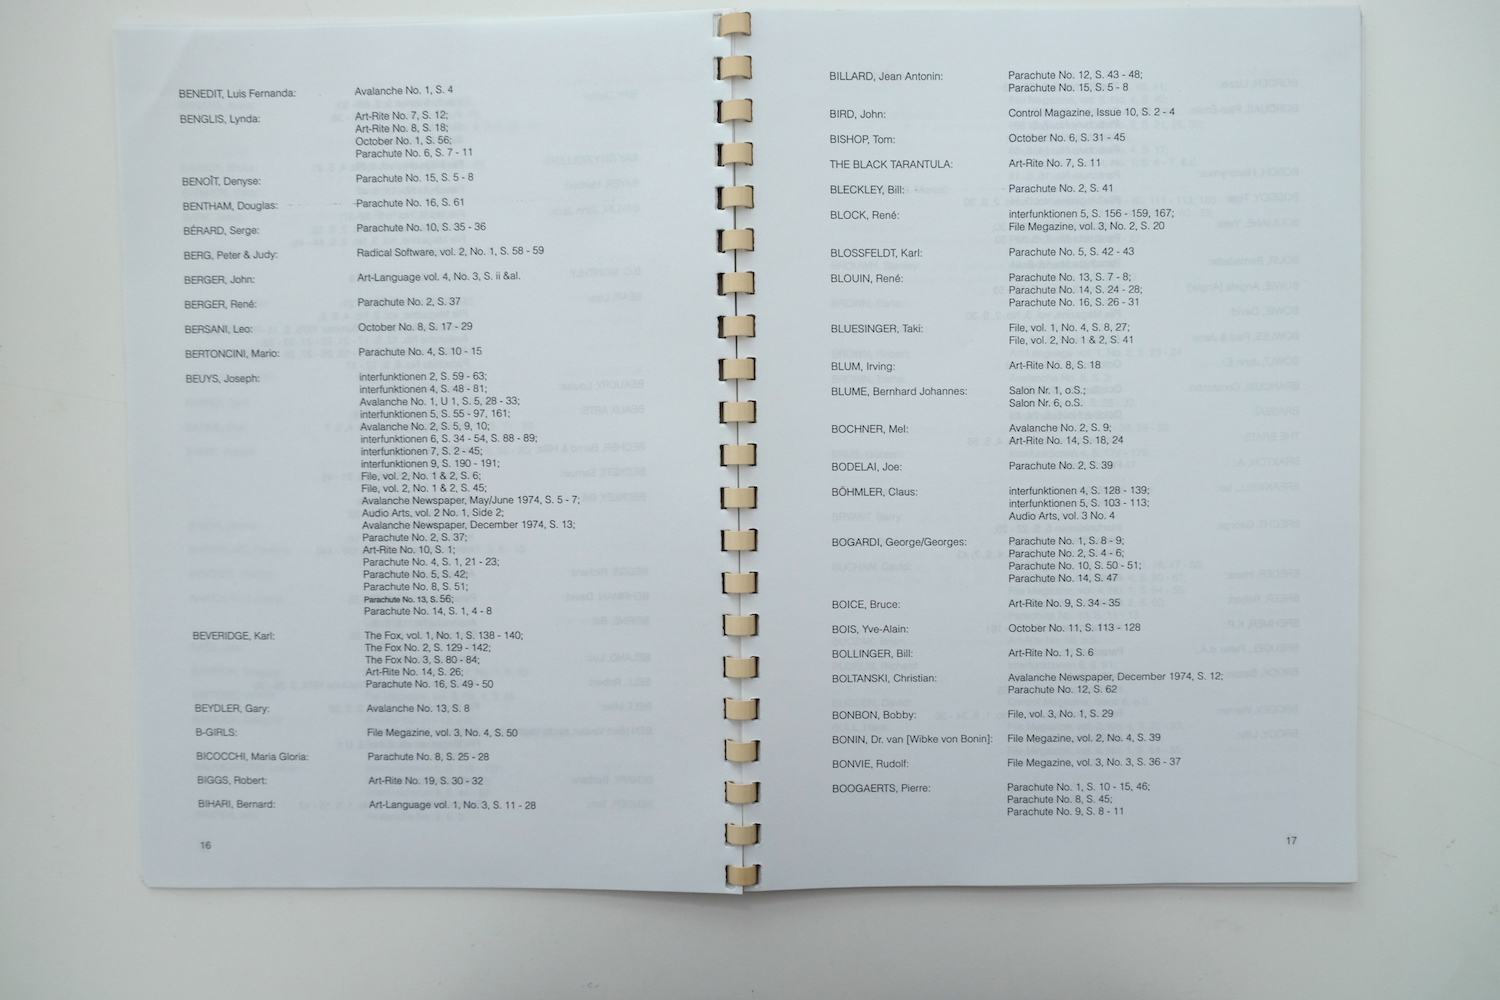 BENEDIT, Luis Fernanda: Avalanche No. 1, S. 4
BENGLIS, Lynda: Art-Rite No. 7, S. 12;
Art-Rite No. 8, S. 18;
October No. 1, S. 56;
Parachute No. 6, S. 7 - 11
BENOÎT, Denyse: Parachute No. 15, S. 5 - 8
BENTHAM, Douglas: Parachute No. 16, S. 61
BÉRARD, Serge: Parachute No. 10, S. 35 - 36
BERG, Peter & Judy: Radical Software, vol. 2, No. 1, S. 58 - 59
BERGER, John: Art-Language vol. 4, No. 3, S. ii &al.
BERGER, René: Parachute No. 2, S. 37
BERSANI, Leo: October No. 8, S. 17 - 29
BERTONCINI, Mario: Parachute No. 4, S. 10 - 15
BEUYS, Joseph: interfunktionen 2, S. 59 - 63;
interfunktionen 4, S. 48 - 81;
Avalanche No. 1, U 1, S. 5, 28 - 33;
interfunktionen 5, S. 55 - 97, 161;
Avalanche No. 2, S. 5, 9, 10;
interfunktionen 6, S. 34 - 54, S. 88 - 89;
interfunktionen 7, S. 2 - 45;
interfunktionen 9, S. 190 - 191;
File, vol. 2, No. 1 & 2, S. 6;
File, vol. 2, No. 1 & 2, S. 45;
Avalanche Newspaper, May/June 1974, S. 5 - 7;
Audio Arts, vol. 2 No. 1, Side 2;
Avalanche Newspaper, December 1974, S. 13;
Parachute No. 2, S. 37;
Art-Rite No. 10, S. 1;
Parachute No. 4, S. 1, 21 - 23;
Parachute No. 5, S. 42;
Parachute No. 8, S. 51;
Parachute No. 13, S. 56;
Parachute No. 14, S. 1, 4 - 8
BEVERIDGE, Karl: The Fox, vol. 1, No. 1, S. 138 - 140;
The Fox No. 2, S. 129 - 142;
The Fox No. 3, S. 80 - 84;
Art-Rite No. 14, S. 26;
Parachute No. 16, S. 49 - 50
BEYDLER, Gary: Avalanche No. 13, S. 8
B-GIRLS: File Megazine, vol. 3, No. 4, S. 50
BICOCCHI, Maria Gloria: Parachute No. 8, S. 25 - 28
BIGGS, Robert: Art-Rite No. 19, S. 30 - 32
BIHARI, Bernard: Art-Language vol. 1, No. 3, S. 11 - 28
16
BILLARD, Jean Antonin: Parachute No. 12, S. 43 - 48;
Parachute No. 15, S. 5 - 8
BIRD, John: Control Magazine, Issue 10, S. 2 - 4
BISHOP, Tom: October No. 6, S. 31 - 45
THE BLACK TARANTULA: Art-Rite No. 7, S. 11
BLECKLEY, Bill: Parachute No. 2, S. 41
BLOCK, René: interfunktionen 5, S. 156 - 159, 167;
File Megazine, vol. 3, No. 2, S. 20
BLOSSFELDT, Karl: Parachute No. 5, S. 42 - 43
BLOUIN, René: Parachute No. 13, S. 7 - 8;
Parachute No. 14, S. 24 - 28;
Parachute No. 16, S. 26 - 31
BLUESINGER, Taki: File, vol. 1, No. 4, S. 8, 27;
File, vol. 2, No. 1 & 2, S. 41
BLUM, Irving: Art-Rite No. 8, S. 18
BLUME, Bernhard Johannes: Salon Nr. 1, o.S.;
Salon Nr. 6, o.S.
BOCHNER, Mel: Avalanche No. 2, S. 9;
Art-Rite No. 14, S. 18, 24
BODELAI, Joe: Parachute No. 2, S. 39
BÖHMLER, Claus: interfunktionen 4, S. 128 - 139;
interfunktionen 5, S. 103 - 113;
Audio Arts, vol. 3 No. 4
BOGARDI, George/Georges: Parachute No. 1, S. 8 - 9;
Parachute No. 2, S. 4 - 6;
Parachute No. 10, S. 50 - 51;
Parachute No. 14, S. 47
BOICE, Bruce: Art-Rite No. 9, S. 34 - 35
BOIS, Yve-Alain: October No. 11, S. 113 - 128
BOLLINGER, Bill: Art-Rite No. 1, S. 6
BOLTANSKI, Christian: Avalanche Newspaper, December 1974, S. 12;
Parachute No. 12, S. 62
BONBON, Bobby: File, vol. 3, No. 1, S. 29
BONIN, Dr. van [Wibke von Bonin]: File Megazine, vol. 2, No. 4, S. 39
BONVIE, Rudolf: File Megazine, vol. 3, No. 3, S. 36 - 37
BOOGAERTS, Pierre: Parachute No. 1, S. 10 - 15, 46;
Parachute No. 8, S. 45;
Parachute No. 9, S. 8 - 11
17